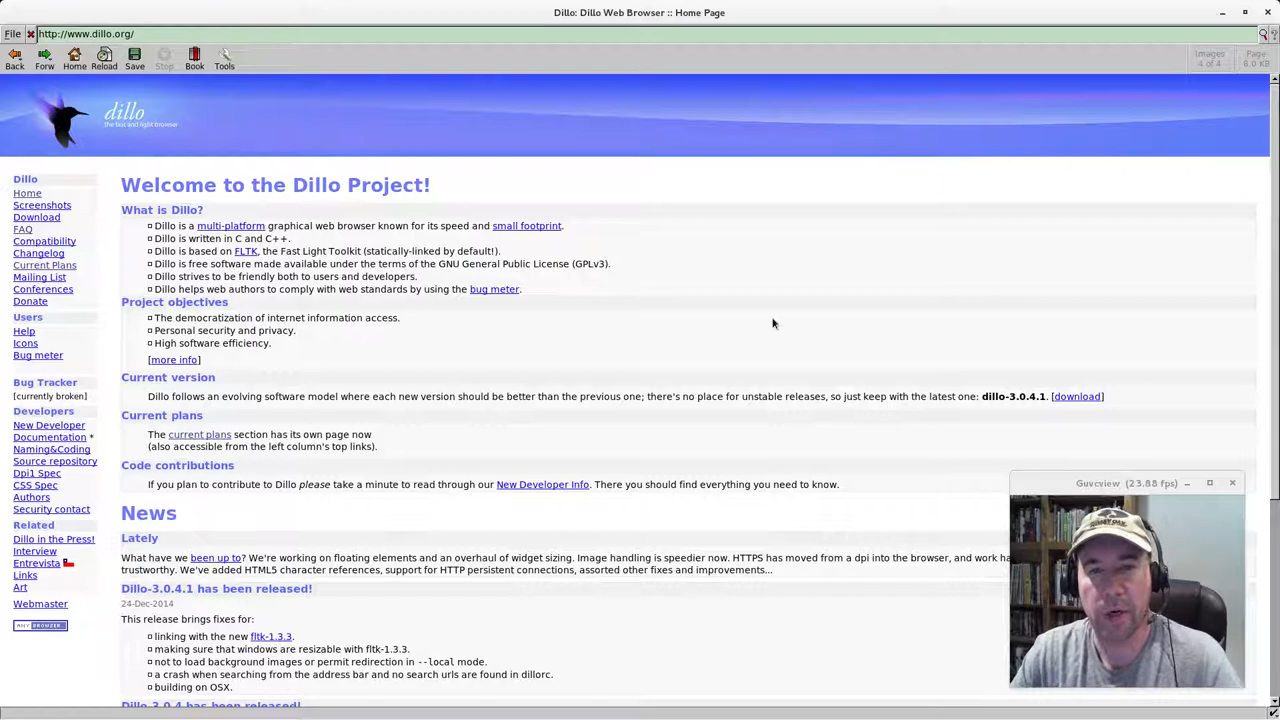 Dillo: Dillo Web Browser :: Home Page
File
http://www.dillo.org/
Back Forw Home Reload Save Stop Book Tools
Images
4 of 4
Page
6.0 KB
dillo
the fast and light browser
Dillo
Home
Screenshots
Download
FAQ
Compatibility
Changelog
Current Plans
Mailing List
Conferences
Donate
Users
Help
Icons
Bug meter
Bug Tracker
[currently broken]
Developers
New Developer
Documentation *
Naming&Coding
Source repository
Dpi1 Spec
CSS Spec
Authors
Security contact
Related
Dillo in the Press!
Interview
Entrevista
Links
Art
Webmaster
ANY BROWSER
Welcome to the Dillo Project!
What is Dillo?
Dillo is a multi-platform graphical web browser known for its speed and small footprint.
Dillo is written in C and C++.
Dillo is based on FLTK, the Fast Light Toolkit (statically-linked by default!).
Dillo is free software made available under the terms of the GNU General Public License (GPLv3).
Dillo strives to be friendly both to users and developers.
Dillo helps web authors to comply with web standards by using the bug meter.
Project objectives
The democratization of internet information access.
Personal security and privacy.
High software efficiency.
[more info]
Current version
Dillo follows an evolving software model where each new version should be better than the previous one; there's no place for unstable releases, so just keep with the latest one: dillo-3.0.4.1. [download]
Current plans
The current plans section has its own page now
(also accessible from the left column's top links).
Code contributions
If you plan to contribute to Dillo please take a minute to read through our New Developer Info. There you should find everything you need to know.
News
Lately
What have we been up to? We're working on floating elements and an overhaul of widget sizing. Image handling is speedier now. HTTPS has moved from a dpi into the browser, and work ha
trustworthy. We've added HTML5 character references, support for HTTP persistent connections, assorted other fixes and improvements...
Dillo-3.0.4.1 has been released!
24-Dec-2014
This release brings fixes for:
linking with the new fltk-1.3.3.
making sure that windows are resizable with fltk-1.3.3.
not to load background images or permit redirection in --local mode.
a crash when searching from the address bar and no search urls are found in dillorc.
building on OSX.
Dillo-3.0.4 has been released!
Guvcview (23.88 fps)